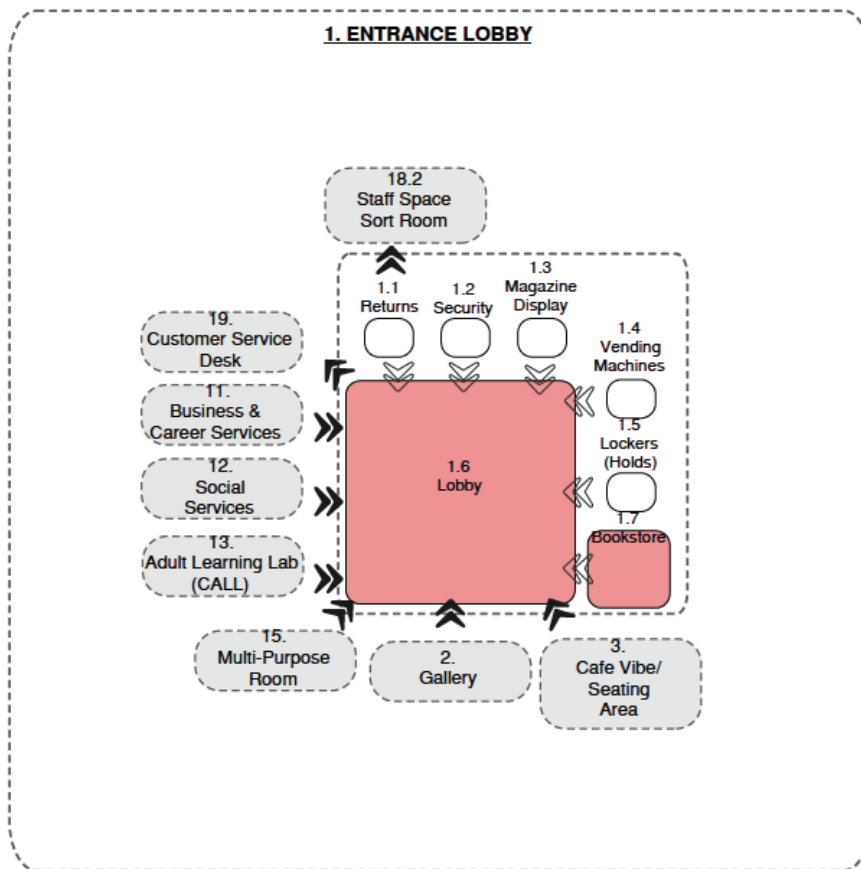 1. ENTRANCE LOBBY
18.2
Staff Space
Sort Room
1.1
Returns
1.2
Security
1.3
Magazine
Display
1.4
Vending
Machines
19.
Customer Service
Desk
11.
Business &
Career Services
1.5
Lockers
(Holds)
1.6
Lobby
12.
Social
Services
1.7
Bookstore
13.
Adult Learning Lab
(CALL)
15.
Multi-Purpose
Room
2.
Gallery
3.
Cafe Vibe/
Seating
Area